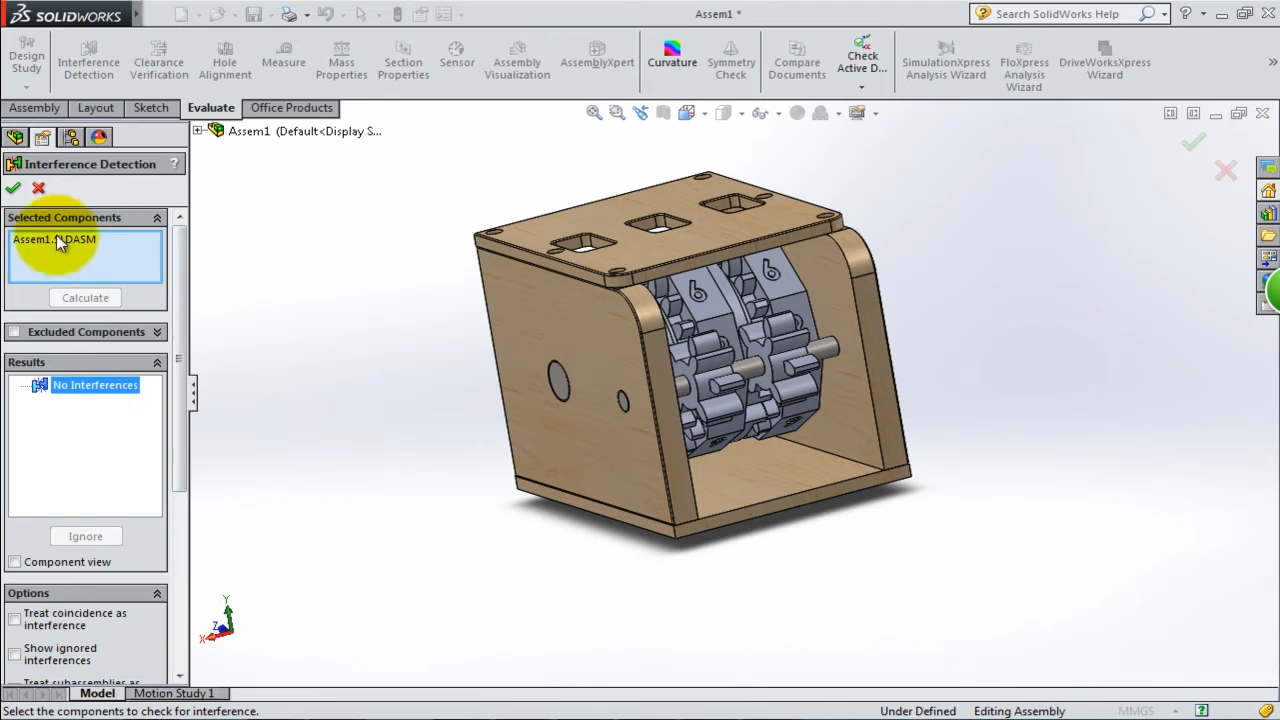 SOLIDWORKS
Assem1 *
Search SolidWorks Help
Design Study
Interference Detection
Clearance Verification
Hole Alignment
Measure
Mass Properties
Section Properties
Sensor
Assembly Visualization
AssemblyXpert
Curvature
Symmetry Check
Compare Documents
Check Active D...
SimulationXpress Analysis Wizard
FloXpress Analysis Wizard
DriveWorksXpress Wizard
Assembly
Layout
Sketch
Evaluate
Office Products
Assem1 (Default<Display S...
Interference Detection
?
Selected Components
Assem1.SLDASM
Calculate
Excluded Components
Results
No Interferences
Ignore
Component view
Options
Treat coincidence as
interference
Show ignored
interferences
Treat subassemblies as
6
6
Y
Z
X
Model
Motion Study 1
Select the components to check for interference.
Under Defined
Editing Assembly
MMGS